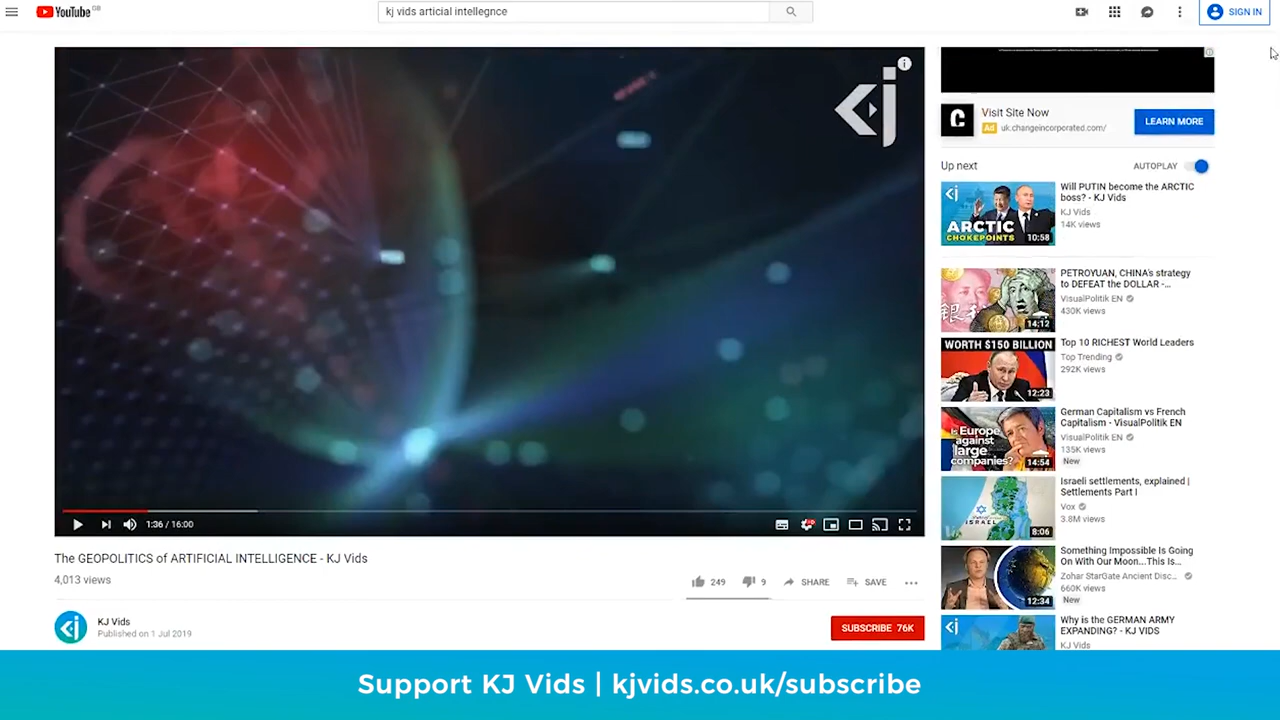 YouTube GB
kj vids articial intellegnce
SIGN IN
kj
Visit Site Now
Ad uk.changeincorporated.com/
LEARN MORE
Up next
AUTOPLAY
Will PUTIN become the ARCTIC
boss? - KJ Vids
KJ Vids
14K views
ARCTIC
CHOKEPOINTS
10:58
PETROYUAN, CHINA's strategy
to DEFEAT the DOLLAR -...
VisualPolitik EN
430K views
14:12
WORTH $150 BILLION
Top 10 RICHEST World Leaders
Top Trending
292K views
12:23
German Capitalism vs French
Capitalism - VisualPolitik EN
VisualPolitik EN
135K views
New
Is Europe
against
large
companies?
14:54
Israeli settlements, explained |
Settlements Part I
Vox
3.8M views
ISRAEL
8:06
Something Impossible Is Going
On With Our Moon...This Is...
Zohar StarGate Ancient Disc...
660K views
New
12:34
Why is the GERMAN ARMY
EXPANDING? - KJ VIDS
KJ Vids
1:36 / 16:00
The GEOPOLITICS of ARTIFICIAL INTELLIGENCE - KJ Vids
4,013 views
249
9
SHARE
SAVE
KJ Vids
Published on 1 Jul 2019
SUBSCRIBE 76K
Support KJ Vids | kjvids.co.uk/subscribe